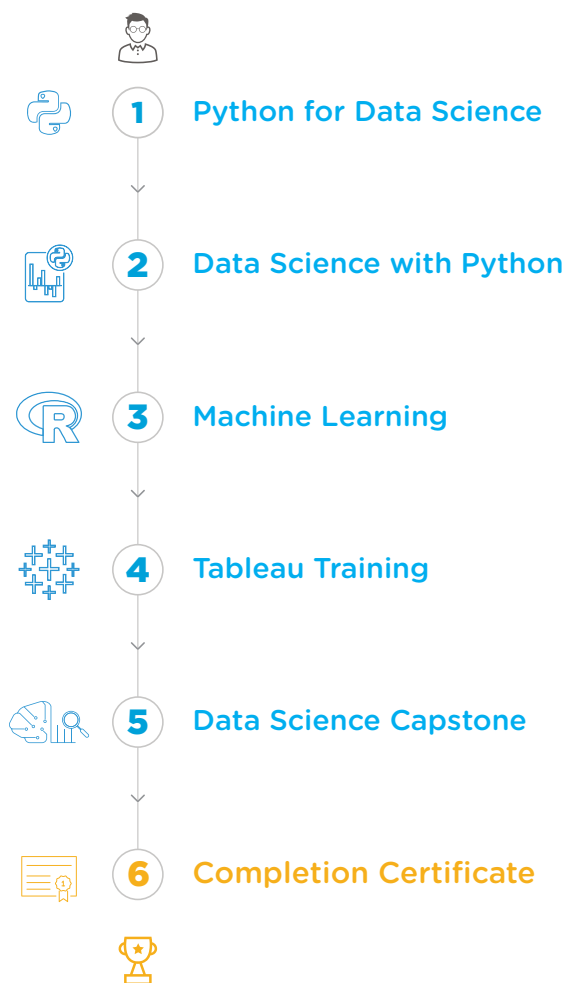 1 Python for Data Science
2 Data Science with Python
R
3 Machine Learning
4 Tableau Training
5 Data Science Capstone
1
6 Completion Certificate